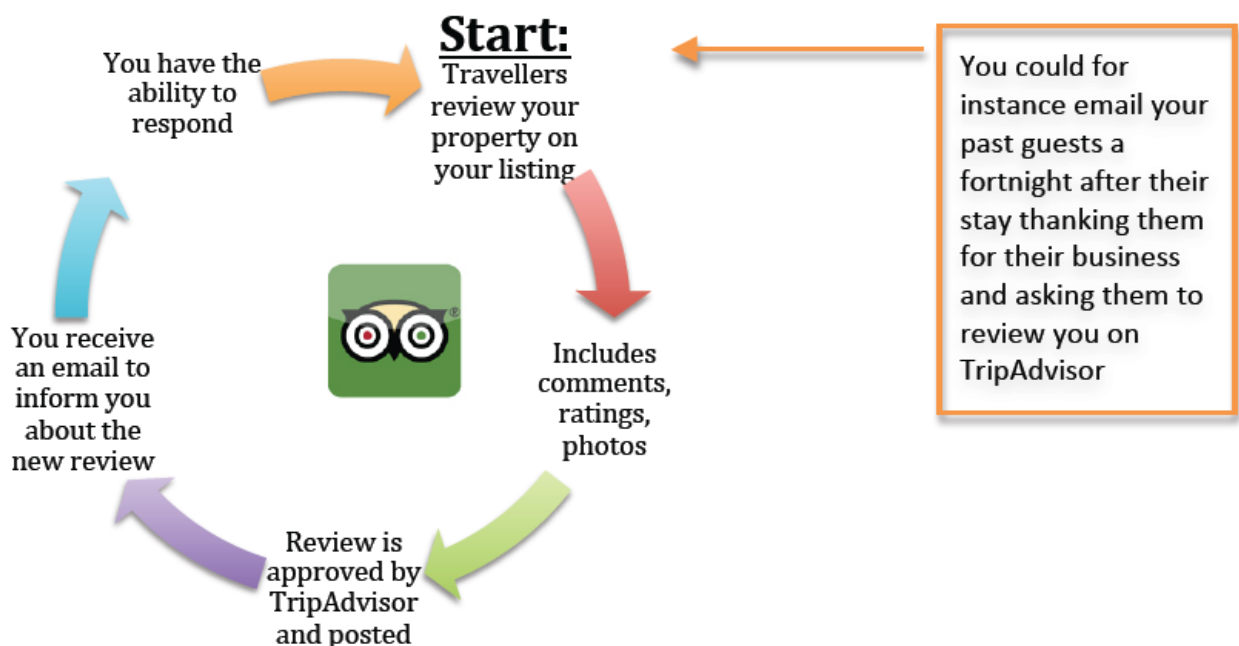 Start:
Travellers
review your
property on
your listing
Includes
comments,
ratings,
photos
Review is
approved by
TripAdvisor
and posted
You receive
an email to
inform you
about the
new review
You have the
ability to
respond
You could for
instance email your
past guests a
fortnight after their
stay thanking them
for their business
and asking them to
review you on
TripAdvisor
®